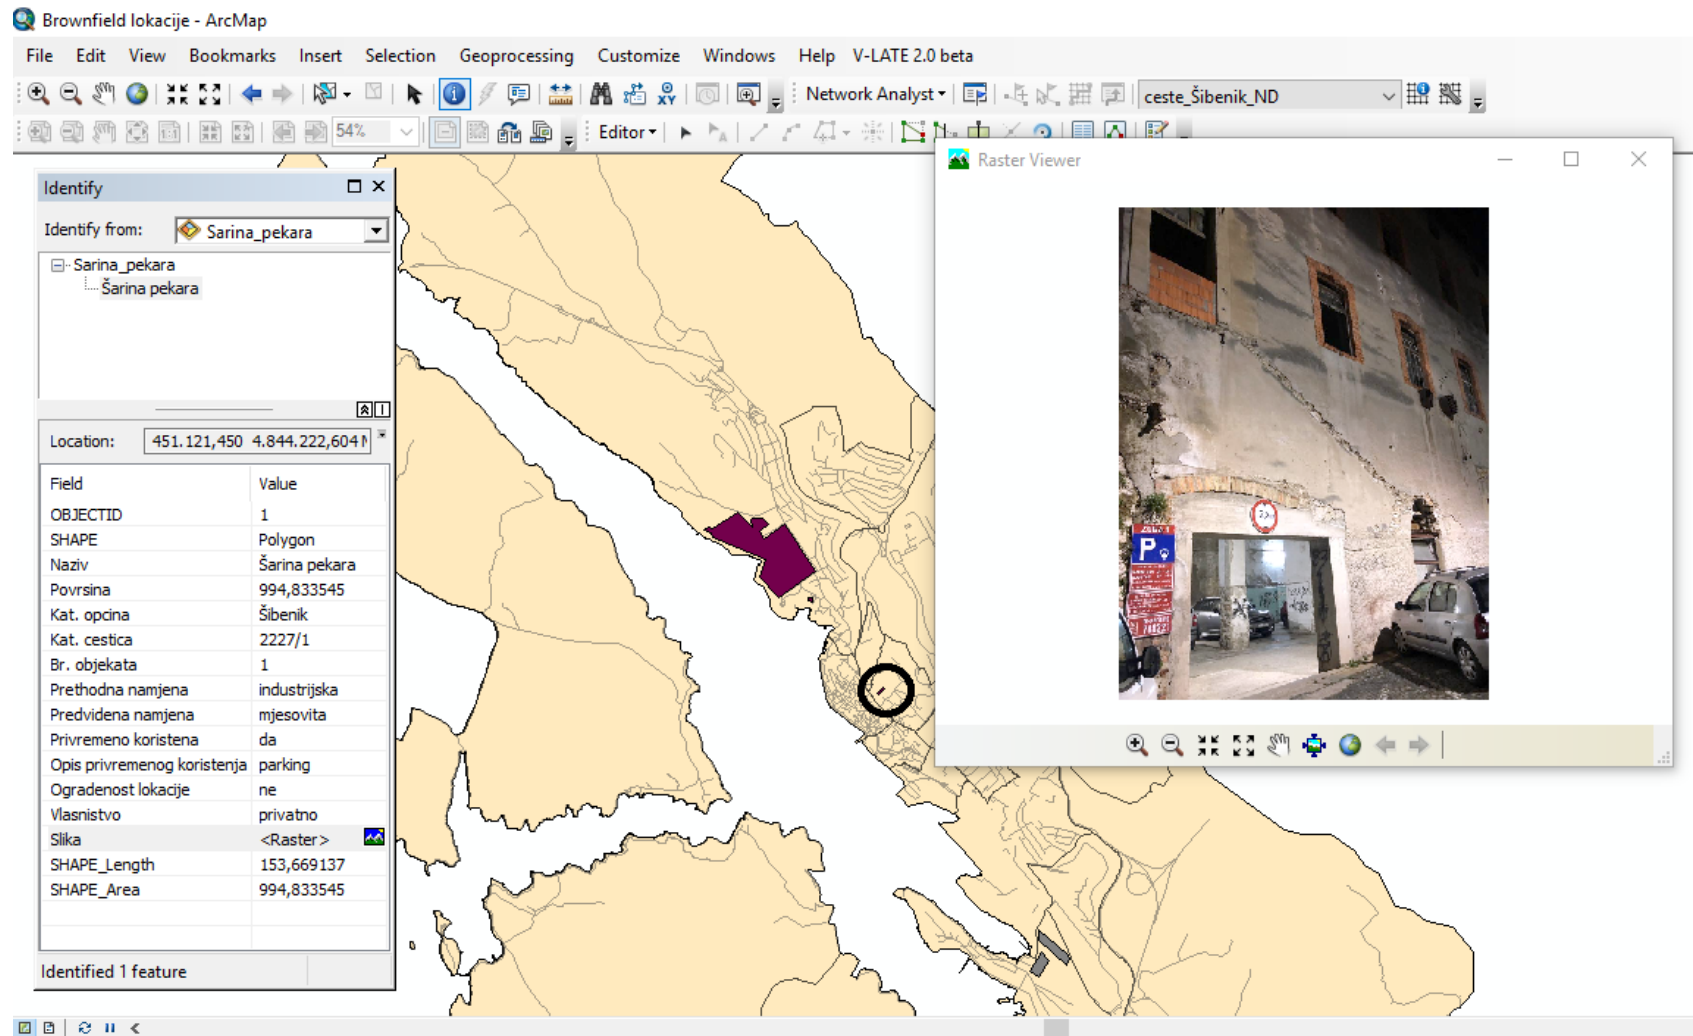 Brownfield lokacije - ArcMap
File Edit View Bookmarks Insert Selection Geoprocessing Customize Windows Help V-LATE 2.0 beta
Network Analyst ceste_Šibenik_ND
54% Editor
Raster Viewer
Identify
Identify from: Sarina_pekara
Sarina_pekara
Šarina pekara
Location: 451.121,450 4.844.222,604
Field Value
OBJECTID 1
SHAPE Polygon
Naziv Šarina pekara
Povrsina 994,833545
Kat. opcina Šibenik
Kat. cestica 2227/1
Br. objekata 1
Prethodna namjena industrijska
Predvidena namjena mjesovita
Privremeno koristena da
Opis privremenog koristenja parking
Ogradenost lokacije ne
Vlasnistvo privatno
Slika <Raster>
SHAPE_Length 153,669137
SHAPE_Area 994,833545
Identified 1 feature
P